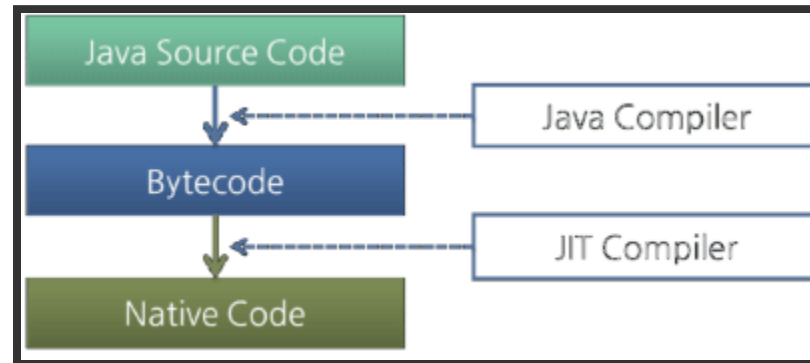 Java Source Code
Java Compiler
Bytecode
JIT Compiler
Native Code